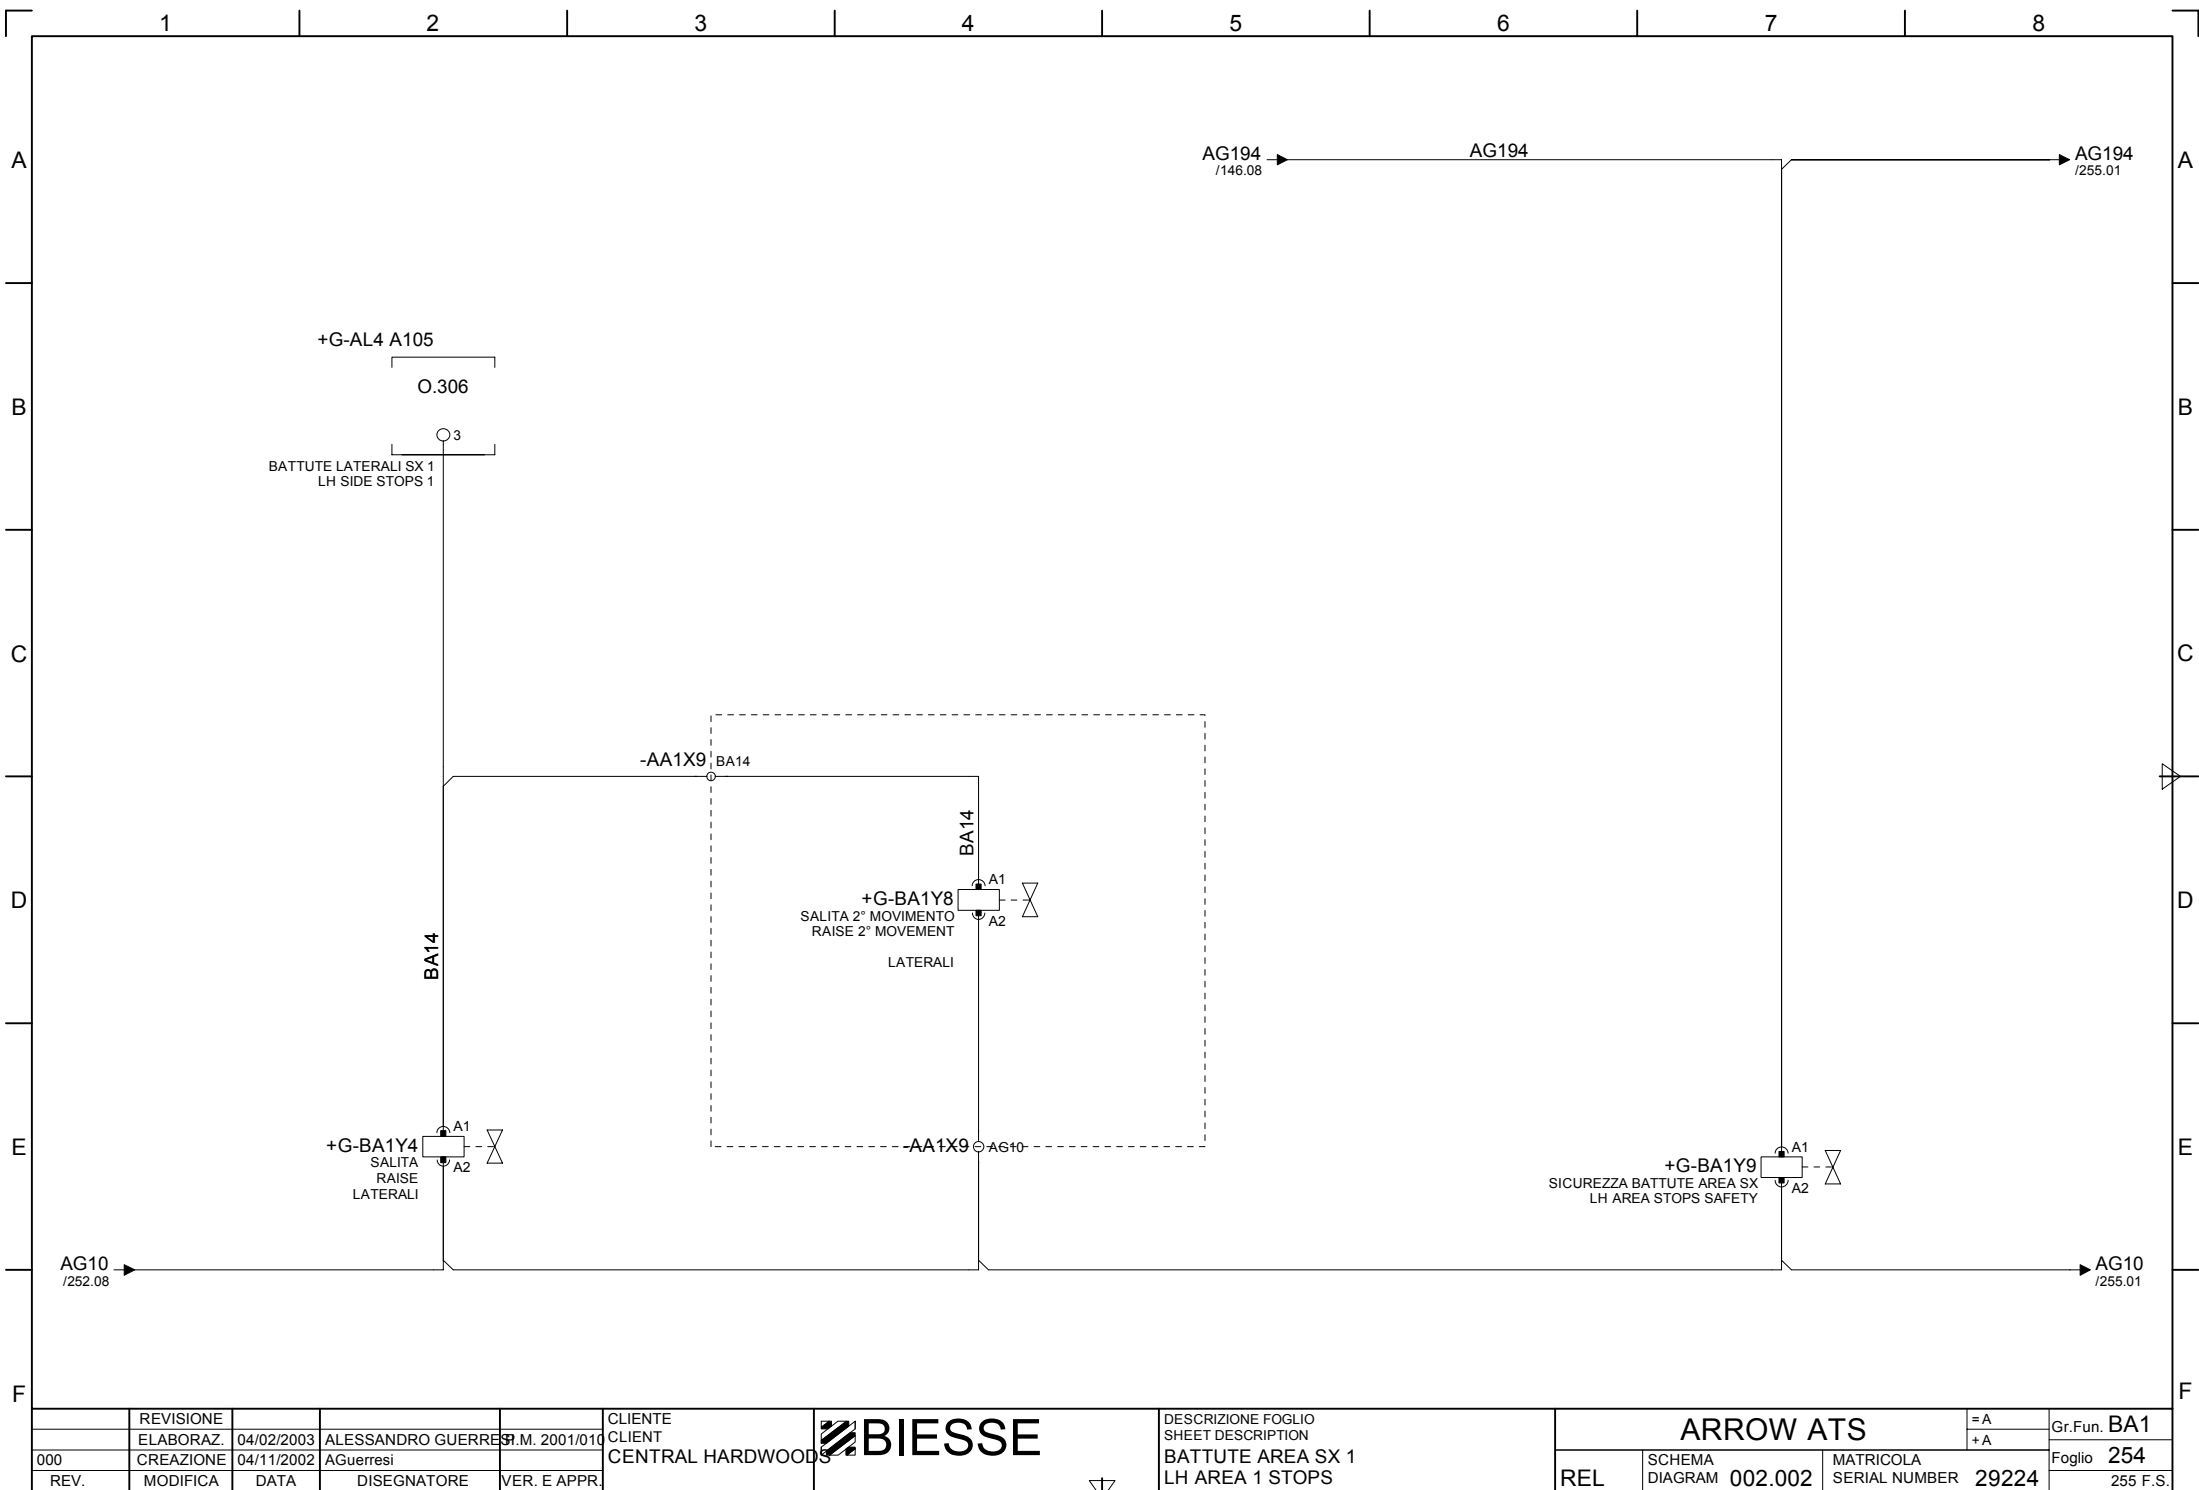 1 2 3 4 5 6 7 8
A
AG194
/146.08
AG194
AG194
/255.01
A
+G-AL4 A105
O.306
B
B
3
BATTUTE LATERALI SX 1
LH SIDE STOPS 1
C
C
-AA1X9 BA14
BA14
A1
+G-BA1Y8
A2
SALITA 2° MOVIMENTO
RAISE 2° MOVEMENT
LATERALI
D
D
BA14
A1
+G-BA1Y4
A2
SALITA
RAISE
LATERALI
E
-AA1X9 AG10
A1
+G-BA1Y9
A2
SICUREZZA BATTUTE AREA SX
LH AREA STOPS SAFETY
E
AG10
/252.08
AG10
/255.01
F
F
REVISIONE
ELABORAZ. 04/02/2003 ALESSANDRO GUERRESI P.M. 2001/010
000 CREAZIONE 04/11/2002 AGuerresi
REV. MODIFICA DATA DISEGNATORE VER. E APPR.
CLIENTE
CLIENT
CENTRAL HARDWOODS
BIESSE
DESCRIZIONE FOGLIO
SHEET DESCRIPTION
BATTUTE AREA SX 1
LH AREA 1 STOPS
ARROW ATS
= A
+ A
Gr.Fun. BA1
REL
SCHEMA
DIAGRAM 002.002
MATRICOLA
SERIAL NUMBER 29224
Foglio 254
255 F.S.